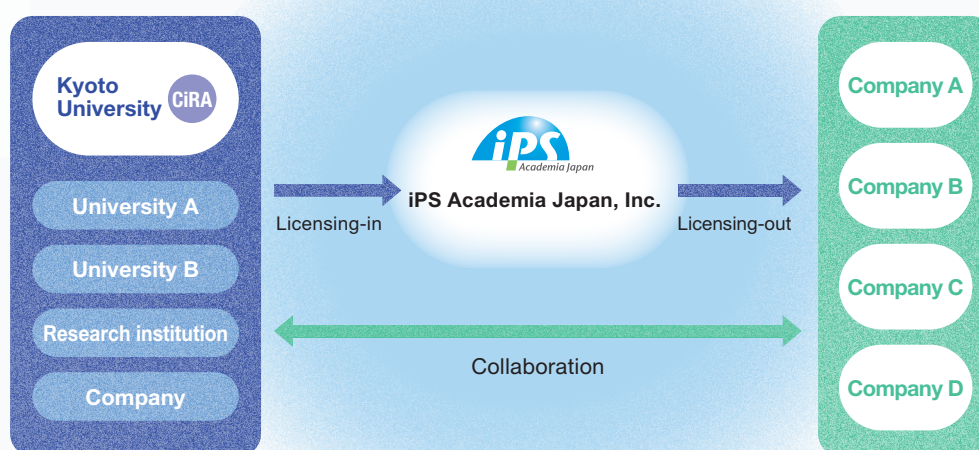 Kyoto
University
CiRA
University A
University B
Research institution
Company
Licensing-in
iPS
Academia Japan
iPS Academia Japan, Inc.
Licensing-out
Collaboration
Company A
Company B
Company C
Company D